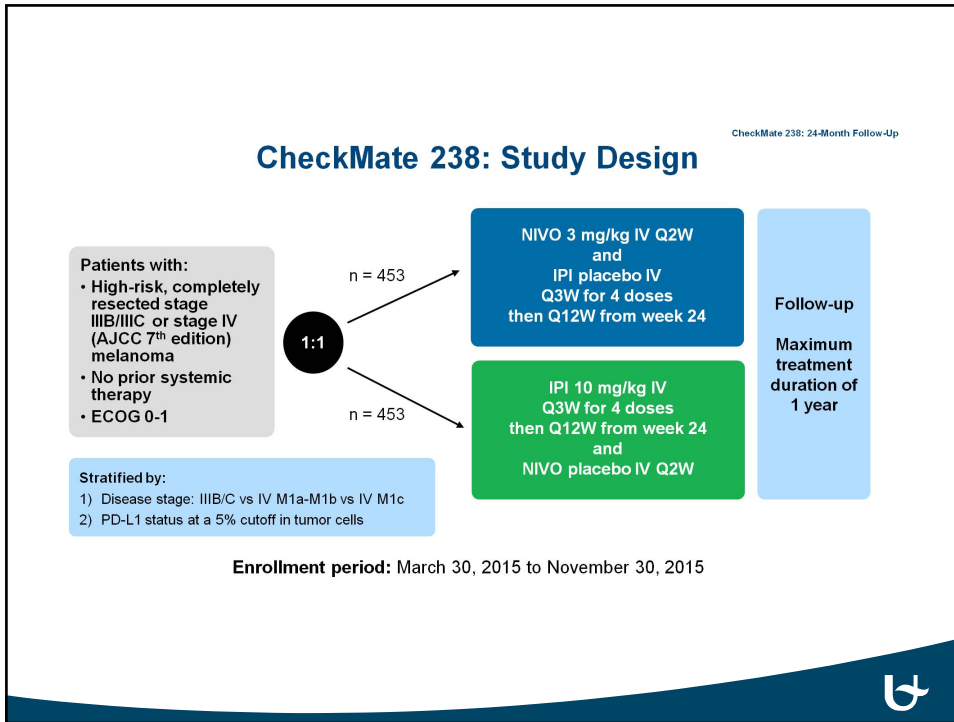 CheckMate 238: 24-Month Follow-Up
CheckMate 238: Study Design
Patients with:
• High-risk, completely
resected stage
IIIB/IIIC or stage IV
(AJCC 7th edition)
melanoma
• No prior systemic
therapy
• ECOG 0-1
n = 453
1:1
n = 453
NIVO 3 mg/kg IV Q2W
and
IPI placebo IV
Q3W for 4 doses
then Q12W from week 24
IPI 10 mg/kg IV
Q3W for 4 doses
then Q12W from week 24
and
NIVO placebo IV Q2W
Follow-up
Maximum
treatment
duration of
1 year
Stratified by:
1) Disease stage: IIIB/C vs IV M1a-M1b vs IV M1c
2) PD-L1 status at a 5% cutoff in tumor cells
Enrollment period: March 30, 2015 to November 30, 2015